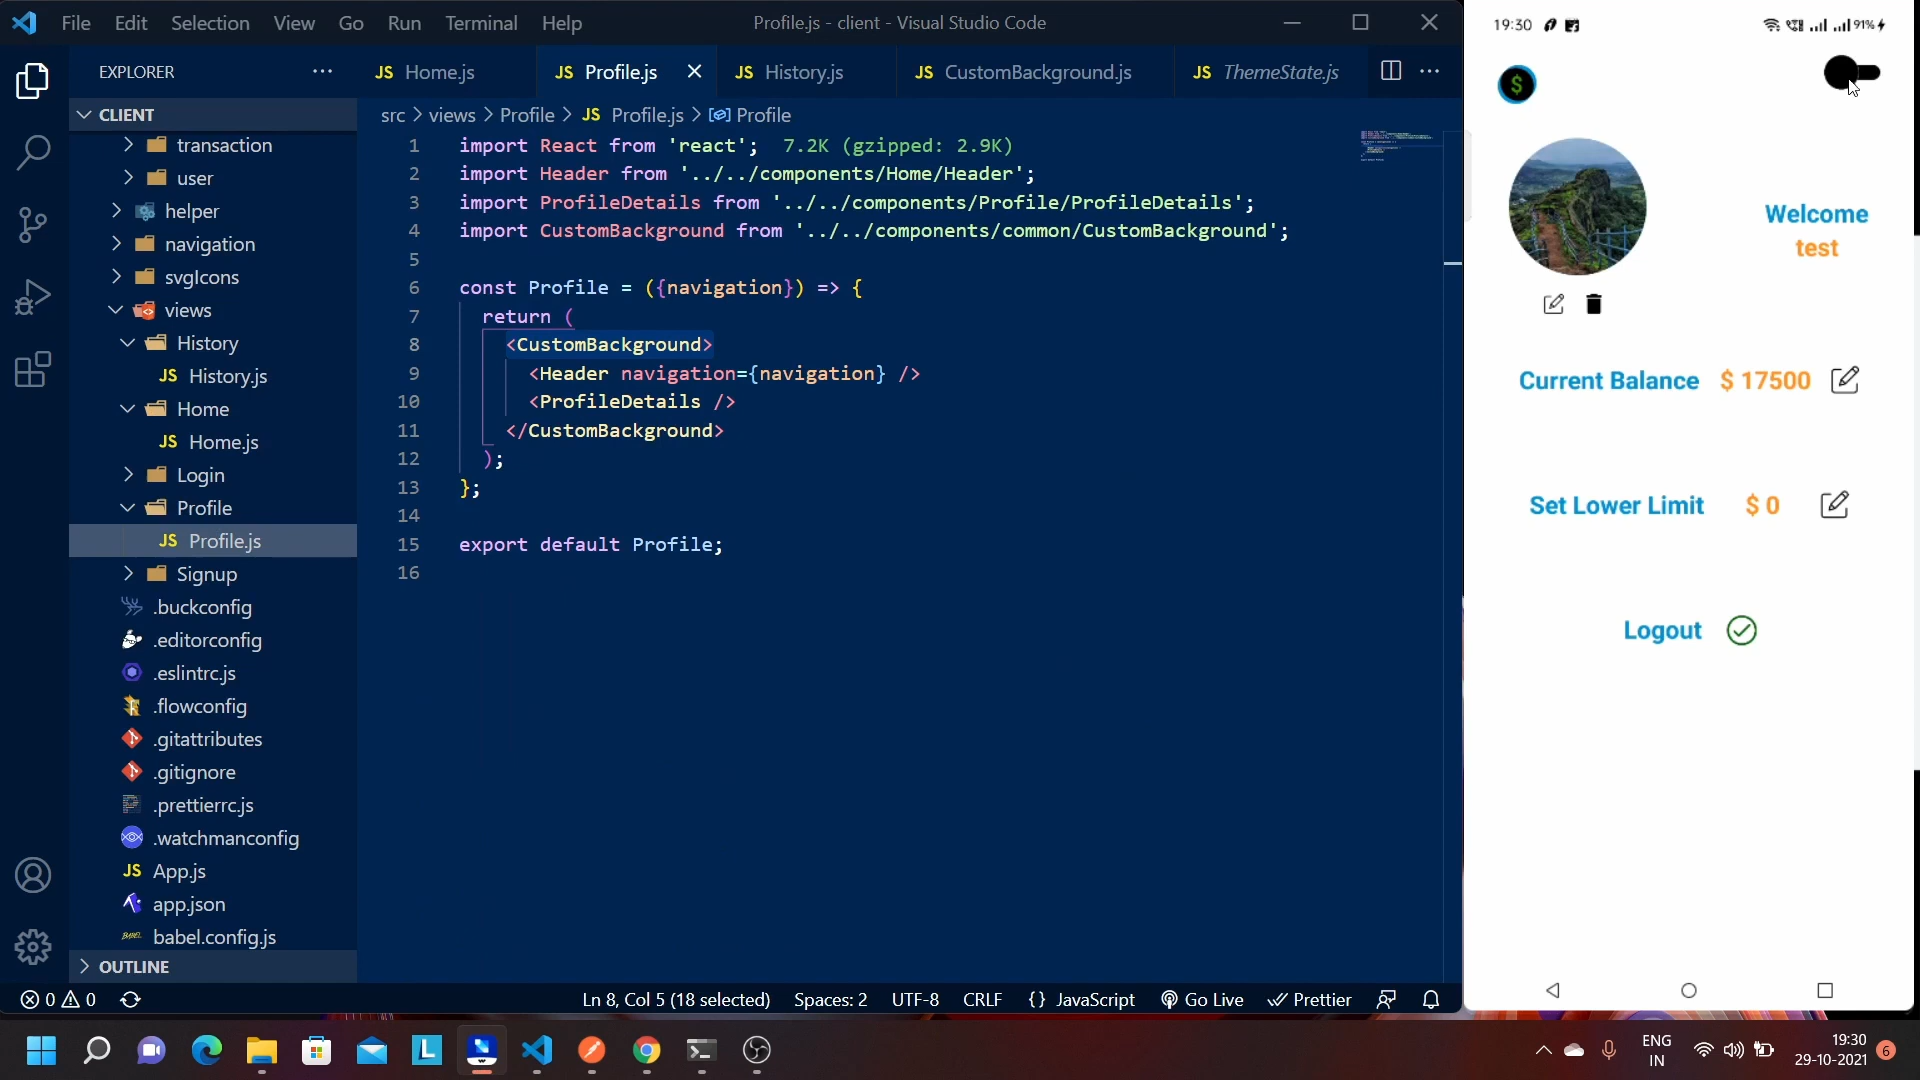 File Edit Selection View Go Run Terminal Help
Profile.js - client - Visual Studio Code
EXPLORER
JS Home.js
JS Profile.js
JS History.js
JS CustomBackground.js
JS ThemeState.js
CLIENT
transaction
user
helper
navigation
svgIcons
views
History
JS History.js
Home
JS Home.js
Login
Profile
JS Profile.js
Signup
.buckconfig
.editorconfig
.eslintrc.js
.flowconfig
.gitattributes
.gitignore
.prettierrc.js
.watchmanconfig
JS App.js
app.json
babel.config.js
OUTLINE
src > views > Profile > JS Profile.js > Profile
1 import React from 'react'; 7.2K (gzipped: 2.9K)
2 import Header from '../../components/Home/Header';
3 import ProfileDetails from '../../components/Profile/ProfileDetails';
4 import CustomBackground from '../../components/common/CustomBackground';
5
6 const Profile = ({navigation}) => {
7 return (
8 <CustomBackground>
9 <Header navigation={navigation} />
10 <ProfileDetails />
11 </CustomBackground>
12 );
13 };
14
15 export default Profile;
16
0 0
Ln 8, Col 5 (18 selected) Spaces: 2 UTF-8 CRLF {} JavaScript Go Live Prettier
19:30
91%
$
Welcome
test
Current Balance $ 17500
Set Lower Limit $ 0
Logout
L
ENG
IN
19:30
29-10-2021
6